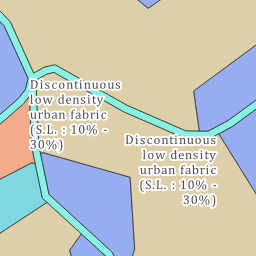 Discontinuous
low density
urban fabric
(S.L. : 10% -
30%)
Discontinuous
low density
urban fabric
(S.L. : 10% -
30%)